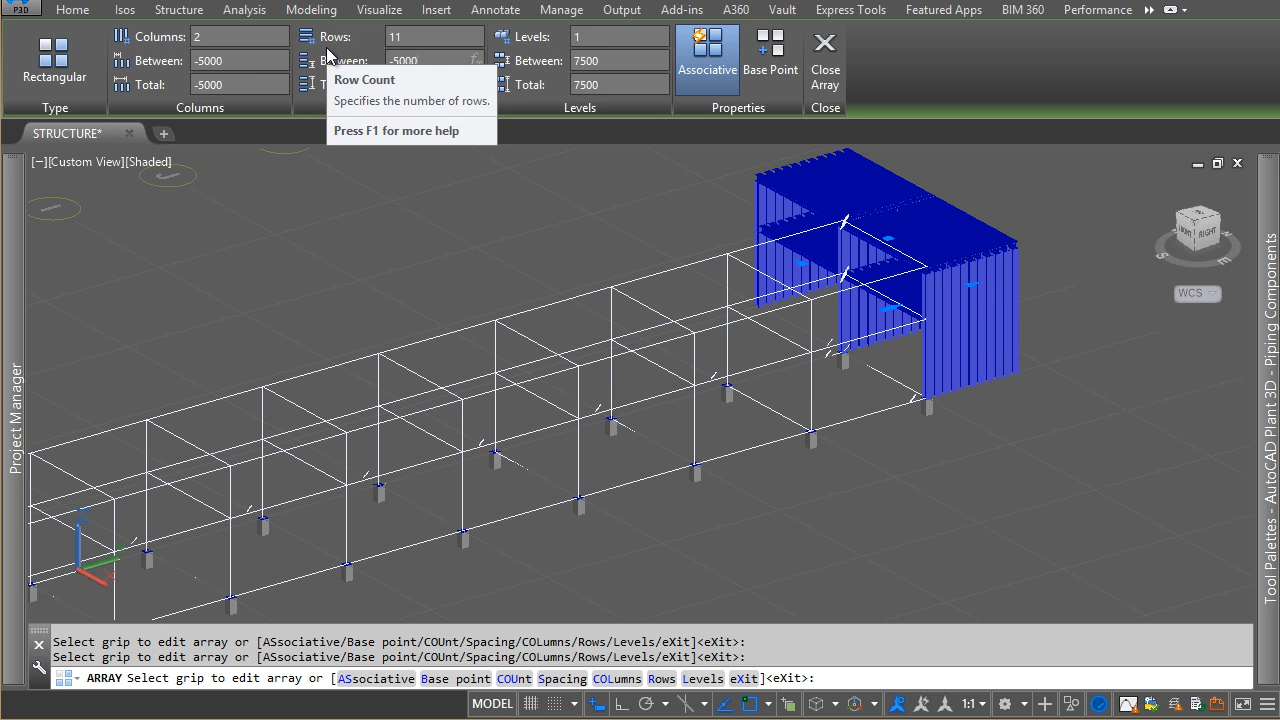 P3D
Home Isos Structure Analysis Columns Modeling Visualize Insert Annotate Manage Output Add-ins A360 Vault Express Tools Featured Apps BIM 360 Performance
Columns: 2 Rows: 11 Levels: 1
Between: -5000 Between: -5000 Between: 7500
Total: -5000 T Total: 7500
Rectangular Associative Base Point Close
Array
Type Columns Levels Properties Close
Row Count
Specifies the number of rows.
Press F1 for more help
STRUCTURE*
[−][Custom View][Shaded]
RIGHT
S
E
WCS
Project Manager
Tool Palettes - AutoCAD Plant 3D - Piping Components
Select grip to edit array or [ASsociative/Base point/COUnt/Spacing/COLumns/Rows/Levels/eXit]<eXit>:
Select grip to edit array or [ASsociative/Base point/COUnt/Spacing/COLumns/Rows/Levels/eXit]<eXit>:
ARRAY Select grip to edit array or [ASsociative Base point COUnt Spacing COLumns Rows Levels eXit]<eXit>:
MODEL 1:1